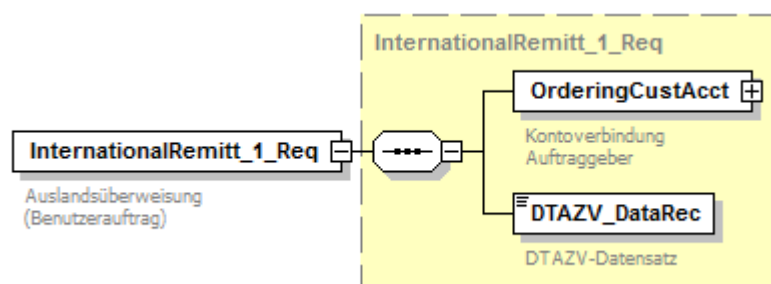 InternationalRemitt_1_Req
OrderingCustAcct
Kontoverbindung
Auftraggeber
InternationalRemitt_1_Req
Auslandsüberweisung
(Benutzerauftrag)
DTAZV_DataRec
DTAZV-Datensatz